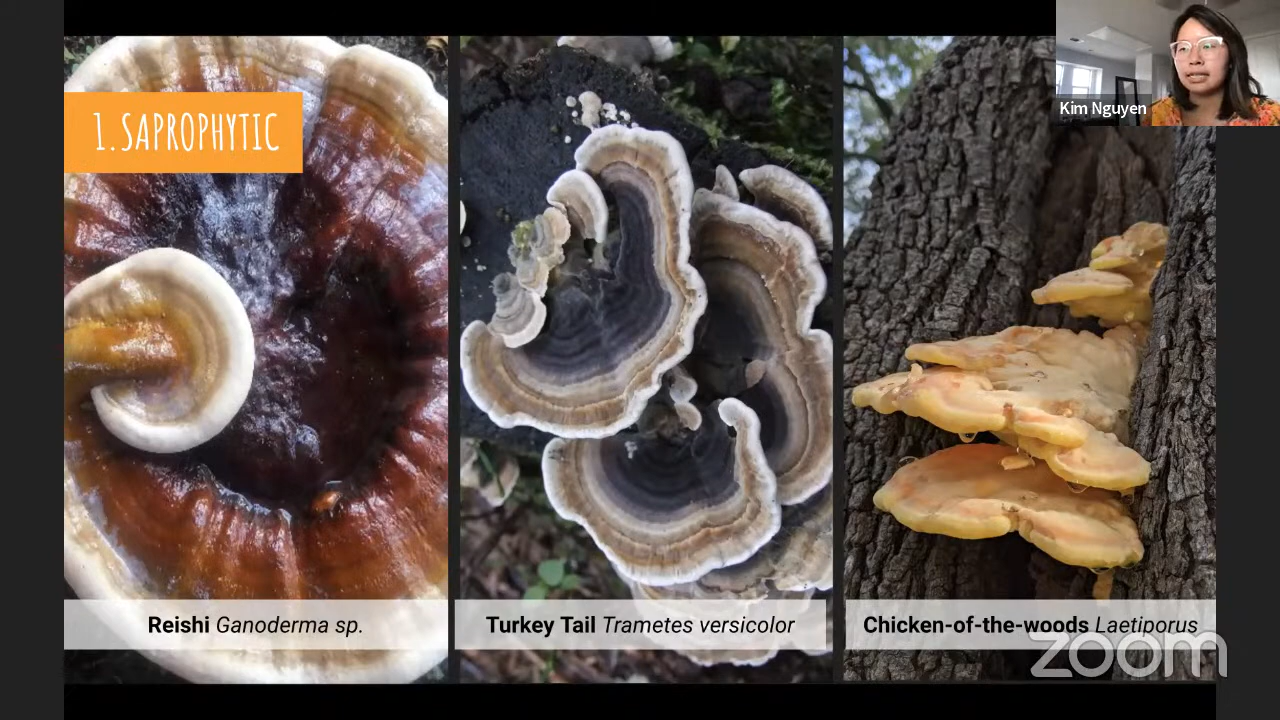 1.SAPROPHYTIC
Kim Nguyen
Reishi Ganoderma sp.
Turkey Tail Trametes versicolor
Chicken-of-the-woods Laetiporus
zoom